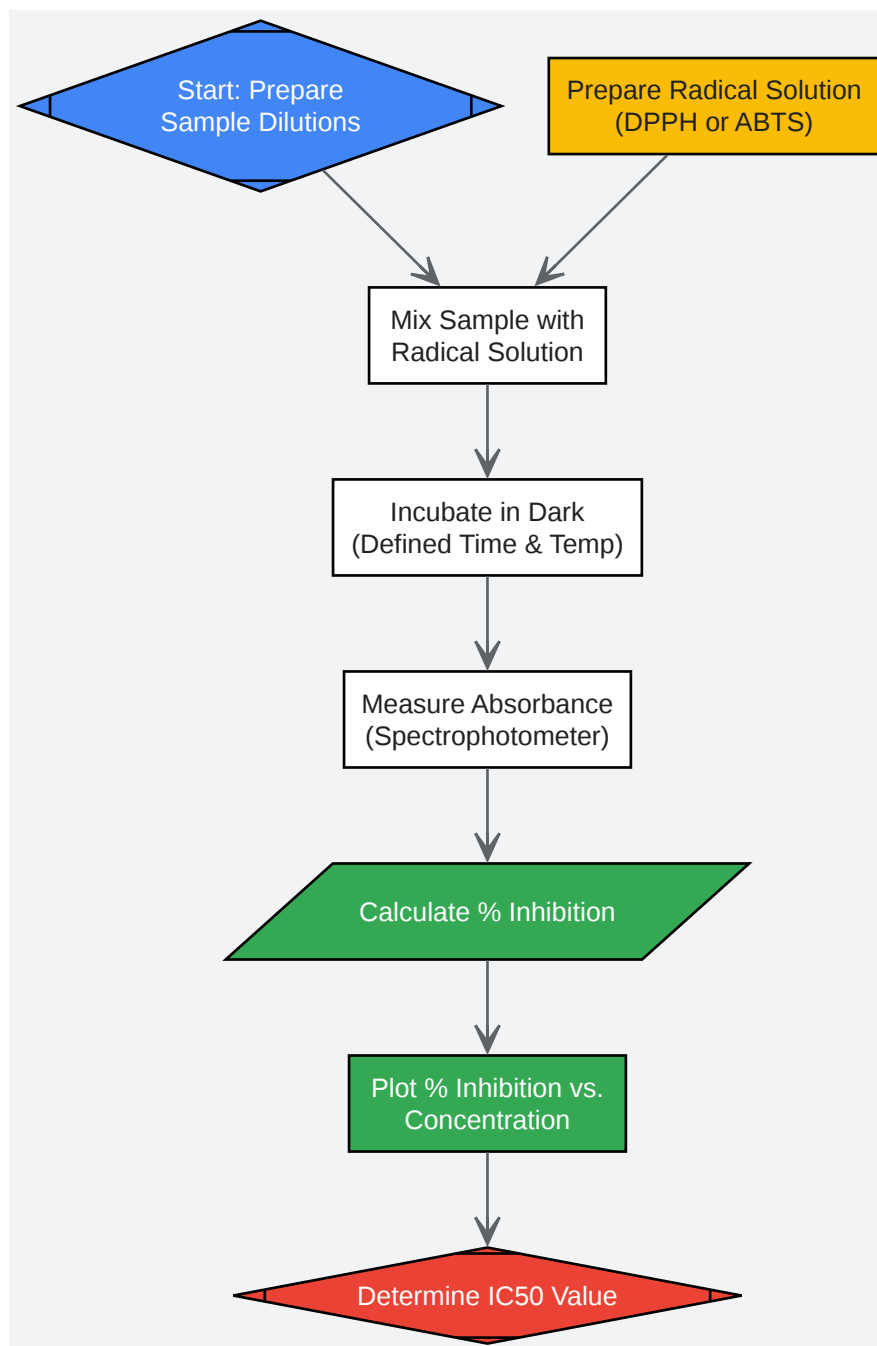 Start: Prepare
Sample Dilutions
Prepare Radical Solution
(DPPH or ABTS)
Mix Sample with
Radical Solution
Incubate in Dark
(Defined Time & Temp)
Measure Absorbance
(Spectrophotometer)
Calculate % Inhibition
Plot % Inhibition vs.
Concentration
Determine IC50 Value